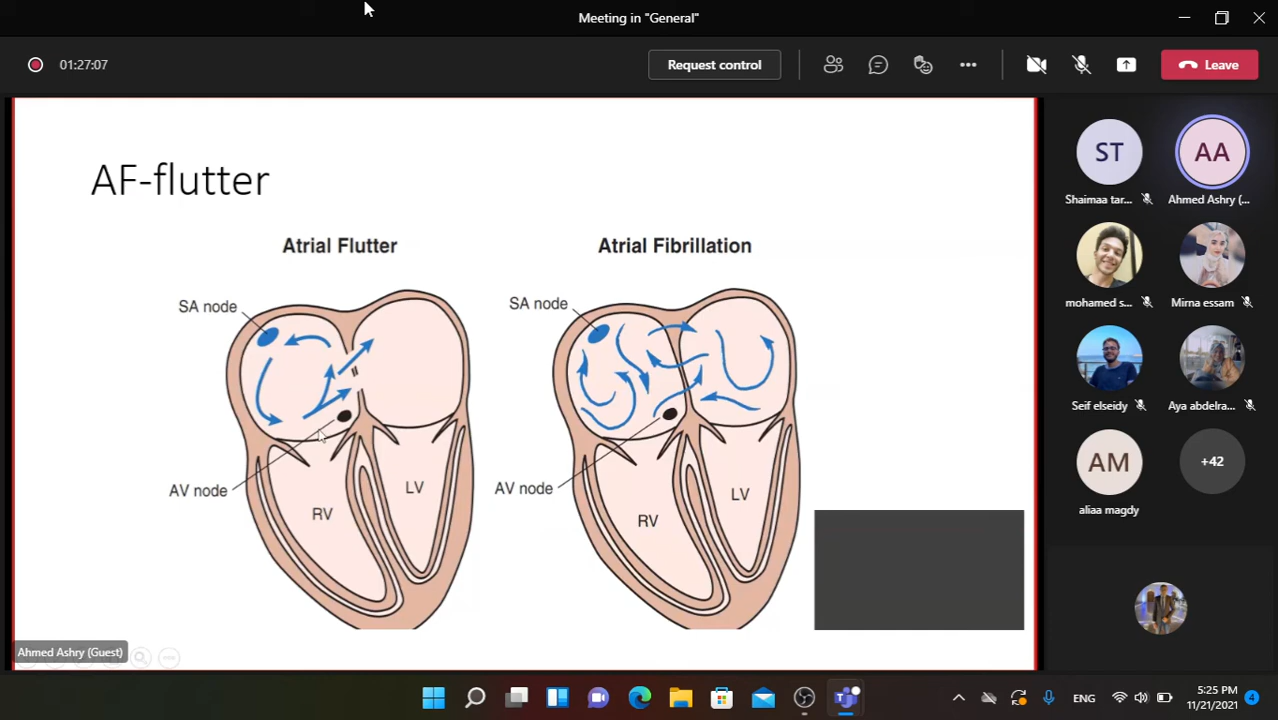 Meeting in "General"
01:27:07
Request control
Leave
AF-flutter
Atrial Flutter
Atrial Fibrillation
SA node
SA node
AV node
AV node
RV
LV
RV
LV
ST
AA
Shaimaa tar...
Ahmed Ashry (...
mohamed s...
Mirna essam
Seif elseidy
Aya abdelra...
AM
+42
aliaa magdy
Ahmed Ashry (Guest)
ENG
5:25 PM
11/21/2021
4